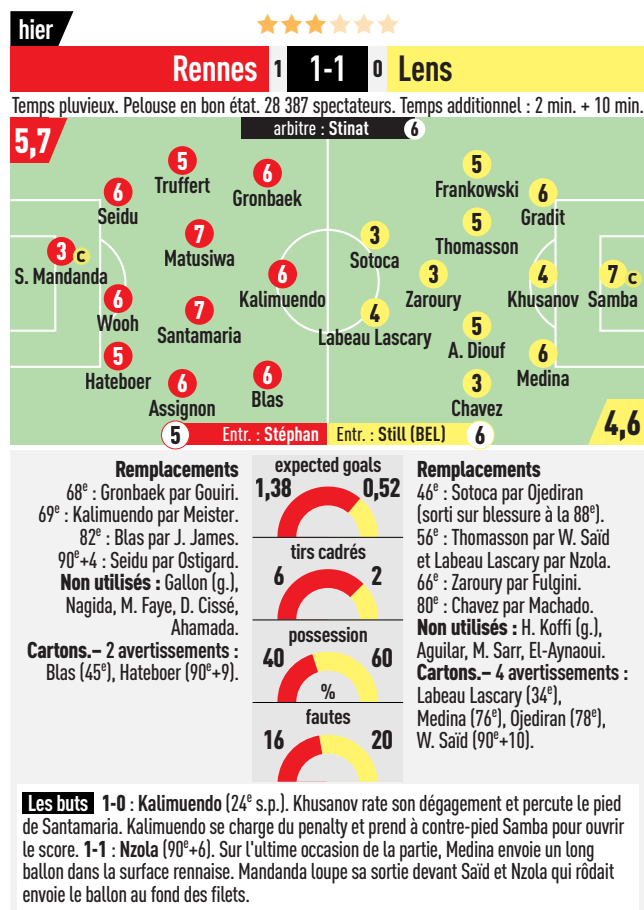 hier
Rennes 1 1-1 0 Lens
Temps pluvieux. Pelouse en bon état. 28 387 spectateurs. Temps additionnel : 2 min. + 10 min.
arbitre : Stinat 6
5,7
5
Truffert
6
Gronbaek
6
Seidu
7
Matusiwa
3 C
S. Mandanda
6
Kalimuendo
6
Wooh
7
Santamaria
5
Hateboer
6
Assignon
6
Blas
5
Frankowski
6
Gradit
5
Thomasson
3
Sotoca
3
Zaroury
4
Khusanov
7 C
Samba
4
Labeau Lascary
5
A. Diouf
6
Medina
3
Chavez
4,6
5 Entr. : Stéphan
Entr. : Still (BEL) 6
Remplacements
68e : Gronbaek par Gouiri.
69e : Kalimuendo par Meister.
82e : Blas par J. James.
90e+4 : Seidu par Ostigard.
Non utilisés : Gallon (g.),
Nagida, M. Faye, D. Cissé,
Ahamada.
Cartons.– 2 avertissements :
Blas (45e), Hateboer (90e+9).
expected goals
1,38 0,52
tirs cadrés
6 2
possession
40 60
%
fautes
16 20
Remplacements
46e : Sotoca par Ojediran
(sorti sur blessure à la 88e).
56e : Thomasson par W. Saïd
et Labeau Lascary par Nzola.
66e : Zaroury par Fulgini.
80e : Chavez par Machado.
Non utilisés : H. Koffi (g.),
Aguilar, M. Sarr, El-Aynaoui.
Cartons.– 4 avertissements :
Labeau Lascary (34e),
Medina (76e), Ojediran (78e),
W. Saïd (90e+10).
Les buts 1-0 : Kalimuendo (24e s.p.). Khusanov rate son dégagement et percute le pied
de Santamaria. Kalimuendo se charge du penalty et prend à contre-pied Samba pour ouvrir
le score. 1-1 : Nzola (90e+6). Sur l'ultime occasion de la partie, Medina envoie un long
ballon dans la surface rennaise. Mandanda loupe sa sortie devant Saïd et Nzola qui rôdait
envoie le ballon au fond des filets.